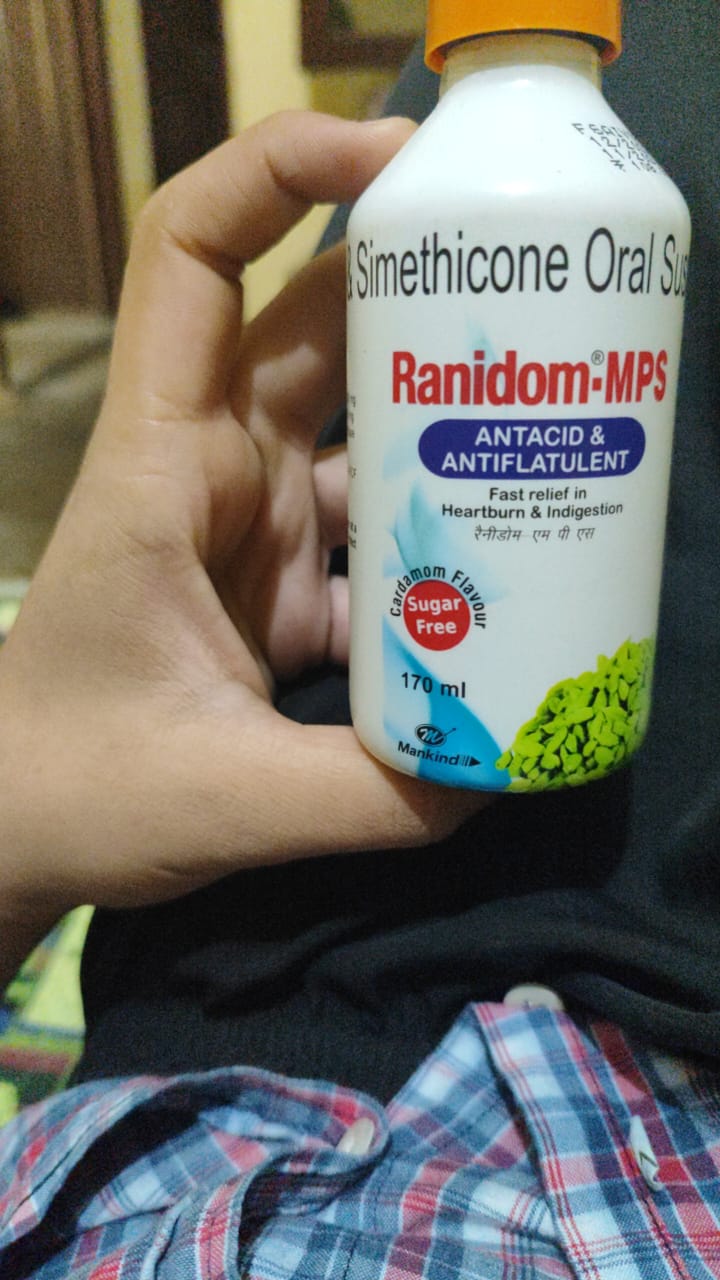 & Simethicone Oral Sus
Ranidom®-MPS
ANTACID &
ANTIFLATULENT
Fast relief in
Heartburn & Indigestion
रैनीडोम एम पी एस
Cardamom Flavour
Sugar
Free
170 ml
Mankind